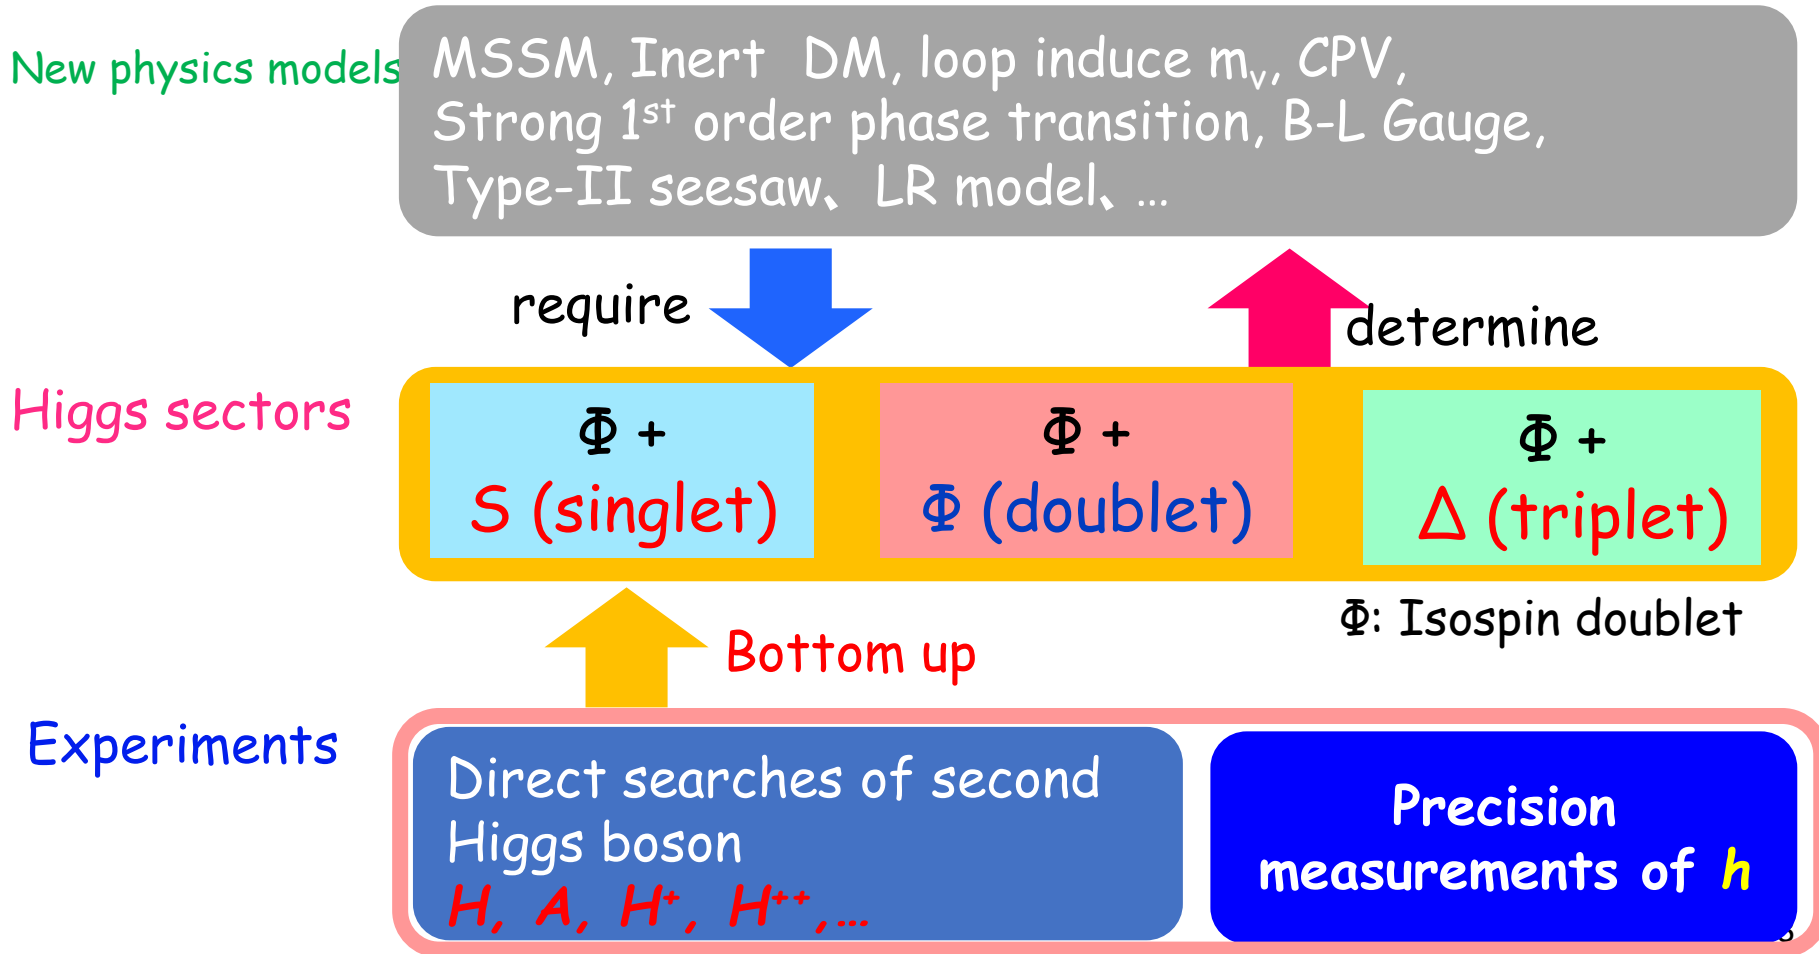 New physics models
MSSM, Inert DM, loop induce mᵥ, CPV,
Strong 1ˢᵗ order phase transition, B-L Gauge,
Type-II seesaw、LR model、…
require
determine
Higgs sectors
Φ +
S (singlet)
Φ +
Φ (doublet)
Φ +
Δ (triplet)
Φ: Isospin doublet
Bottom up
Experiments
Direct searches of second
Higgs boson
H, A, H⁺, H⁺⁺,…
Precision
measurements of h